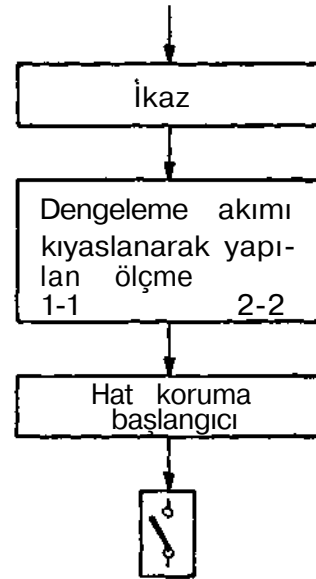 İkaz
Dengeleme akımı
kıyaslanarak yapı-
lan ölçme
1-1 2-2
Hat koruma
başlangıcı